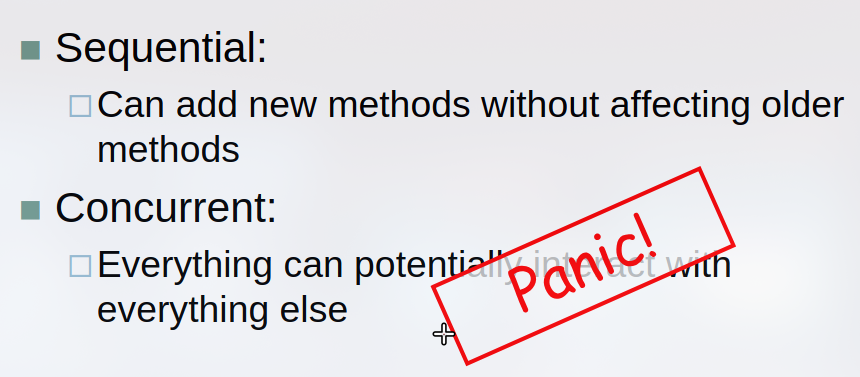 Sequential:
Can add new methods without affecting older
methods
Concurrent:
Everything can potentially interact with
everything else
Panic!